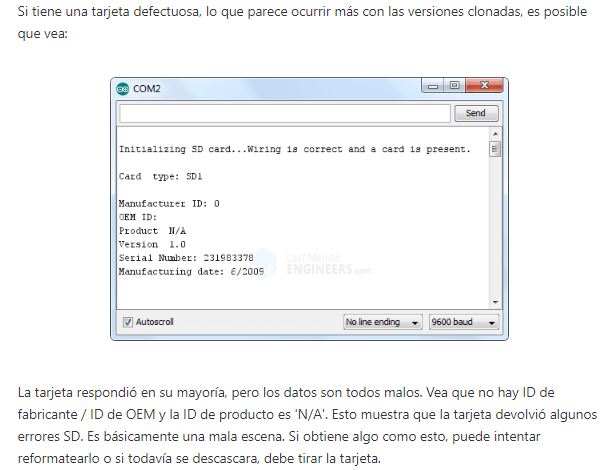 Si tiene una tarjeta defectuosa, lo que parece ocurrir más con las versiones clonadas, es posible
que vea:
COM2
Send
Initializing SD card...Wiring is correct and a card is present.
Card type: SD1
Manufacturer ID: 0
OEM ID:
Product N/A
Version 1.0
Serial Number: 231983378
Manufacturing date: 6/2009
Last Minute
ENGINEERS.com
Autoscroll
No line ending
9600 baud
La tarjeta respondió en su mayoría, pero los datos son todos malos. Vea que no hay ID de
fabricante / ID de OEM y la ID de producto es 'N/A'. Esto muestra que la tarjeta devolvió algunos
errores SD. Es básicamente una mala escena. Si obtiene algo como esto, puede intentar
reformatearlo o si todavía se descascara, debe tirar la tarjeta.